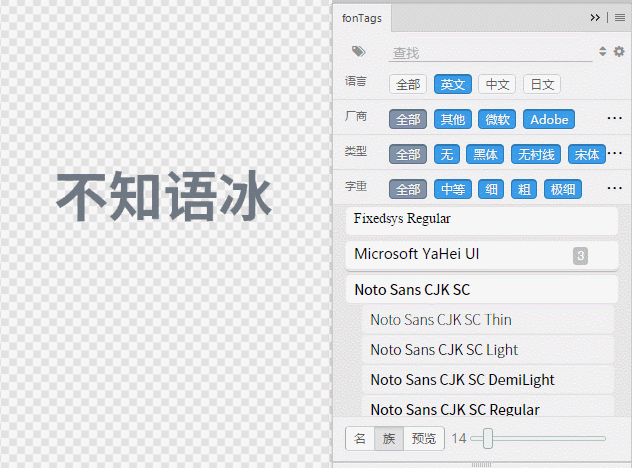 fonTags
不知语冰
查找
语言 全部 英文 中文 日文
厂商 全部 其他 微软 Adobe ...
类型 全部 无 黑体 无衬线 宋体 ...
字重 全部 中等 细 粗 极细 ...
Fixedsys Regular
Microsoft YaHei UI 3
Noto Sans CJK SC
Noto Sans CJK SC Thin
Noto Sans CJK SC Light
Noto Sans CJK SC DemiLight
Noto Sans CJK SC Regular
名 族 预览 14